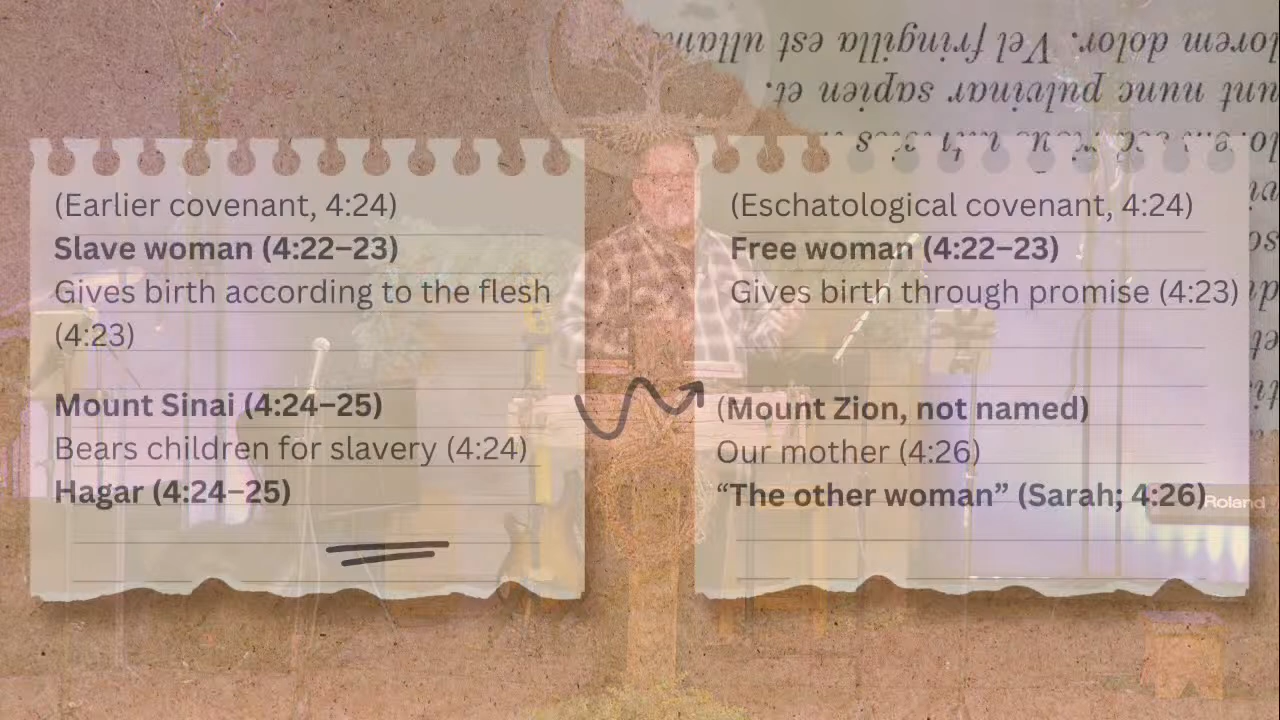 lorem dolor. Vel fringilla est ullam
nunc pulvinar sapien et.
(Earlier covenant, 4:24)
Slave woman (4:22–23)
Gives birth according to the flesh
(4:23)
Mount Sinai (4:24–25)
Bears children for slavery (4:24)
Hagar (4:24–25)
(Eschatological covenant, 4:24)
Free woman (4:22–23)
Gives birth through promise (4:23)
(Mount Zion, not named)
Our mother (4:26)
“The other woman” (Sarah; 4:26)
Roland